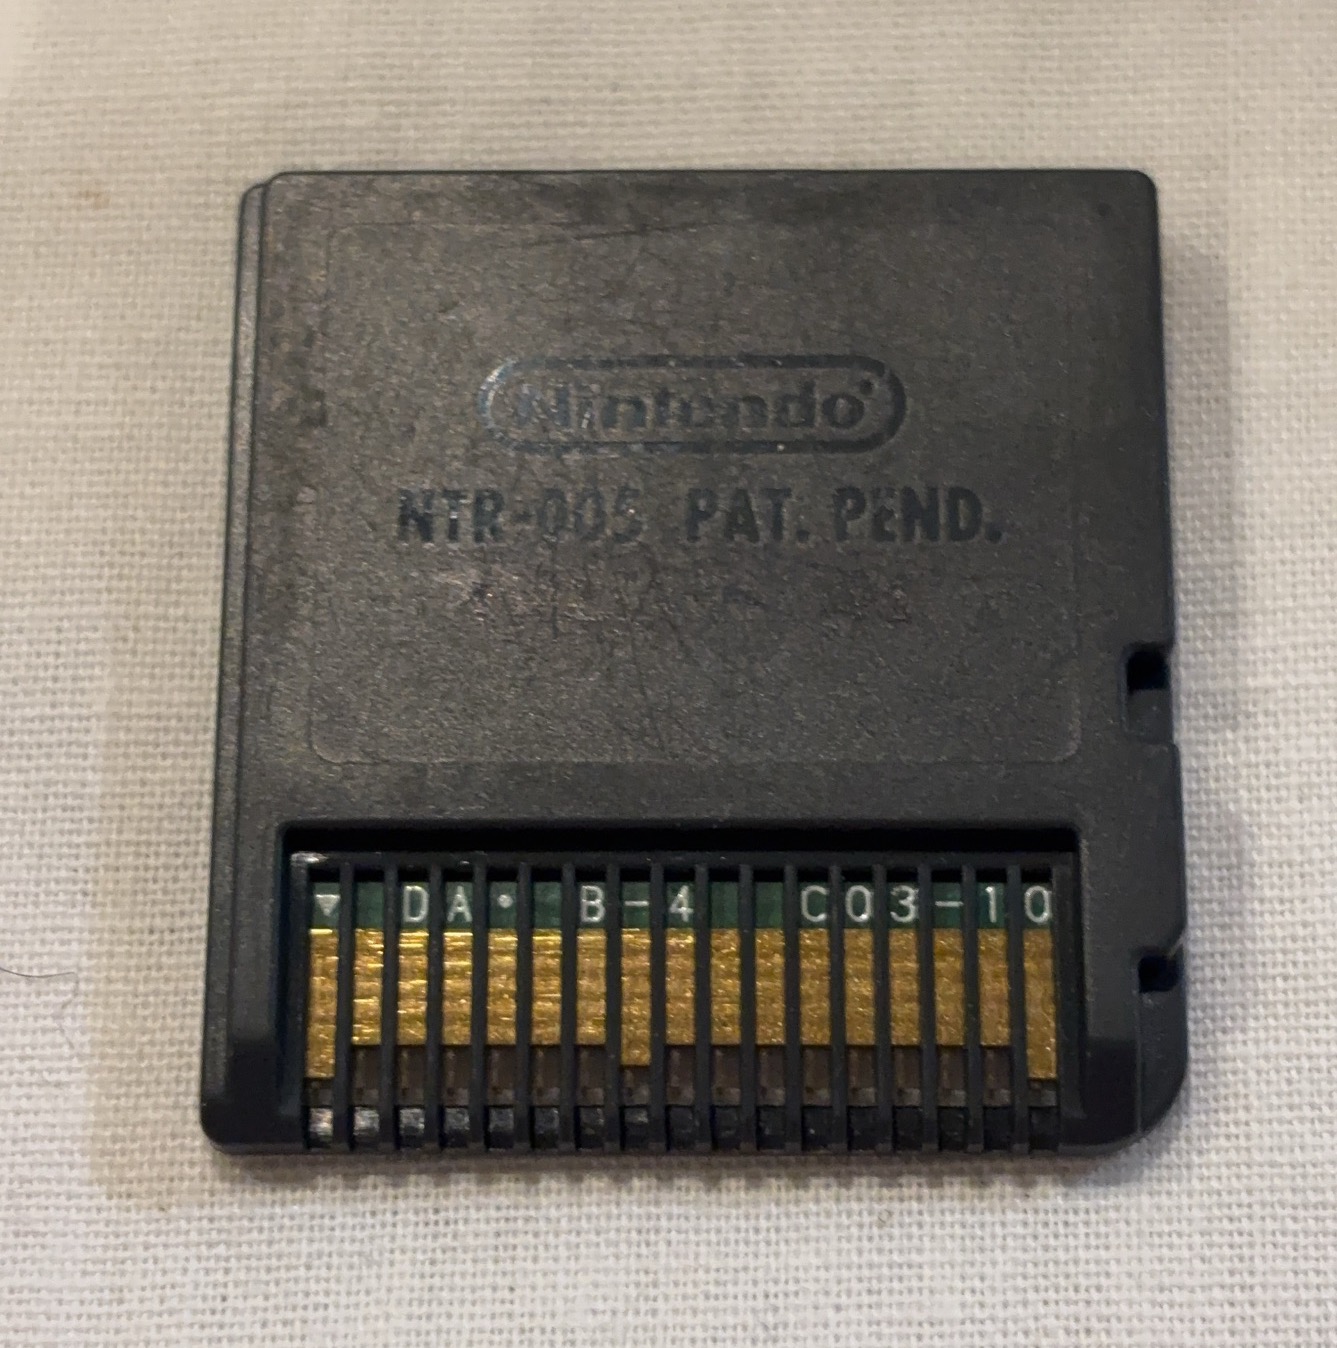 Nintendo®
NTR-005 PAT. PEND.
▼ DA• B-4 C03-10